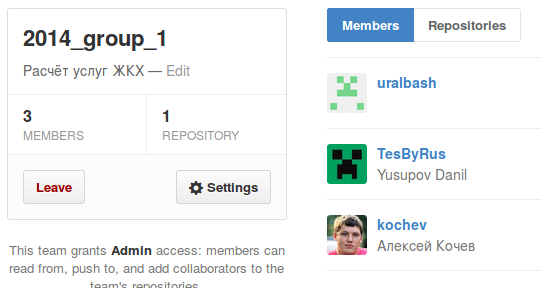 2014_group_1
Расчёт услуг ЖКХ — Edit
3
MEMBERS
1
REPOSITORY
Leave
Settings
This team grants Admin access: members can
read from, push to, and add collaborators to the
team's repositories.
Members
Repositories
uralbash
TesByRus
Yusupov Danil
kochev
Алексей Кочев